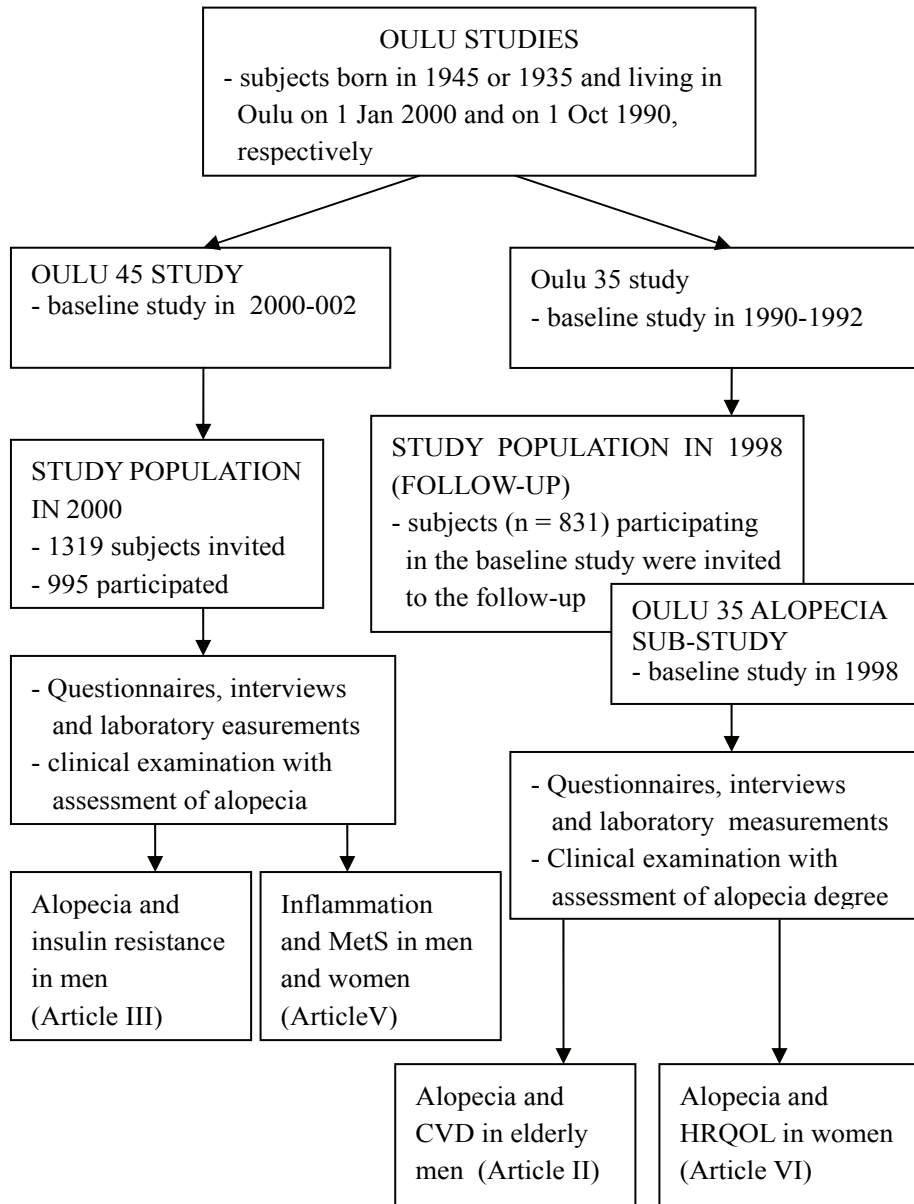 OULU STUDIES
- subjects born in 1945 or 1935 and living in
Oulu on 1 Jan 2000 and on 1 Oct 1990,
respectively
OULU 45 STUDY
- baseline study in 2000-002
Oulu 35 study
- baseline study in 1990-1992
STUDY POPULATION
IN 2000
- 1319 subjects invited
- 995 participated
STUDY POPULATION IN 1998
(FOLLOW-UP)
- subjects (n = 831) participating
in the baseline study were invited
to the follow-up
OULU 35 ALOPECIA
SUB-STUDY
- baseline study in 1998
- Questionnaires, interviews
and laboratory easurements
- clinical examination with
assessment of alopecia
- Questionnaires, interviews
and laboratory measurements
- Clinical examination with
assessment of alopecia degree
Alopecia and
insulin resistance
in men
(Article III)
Inflammation
and MetS in men
and women
(ArticleV)
Alopecia and
CVD in elderly
men (Article II)
Alopecia and
HRQOL in women
(Article VI)